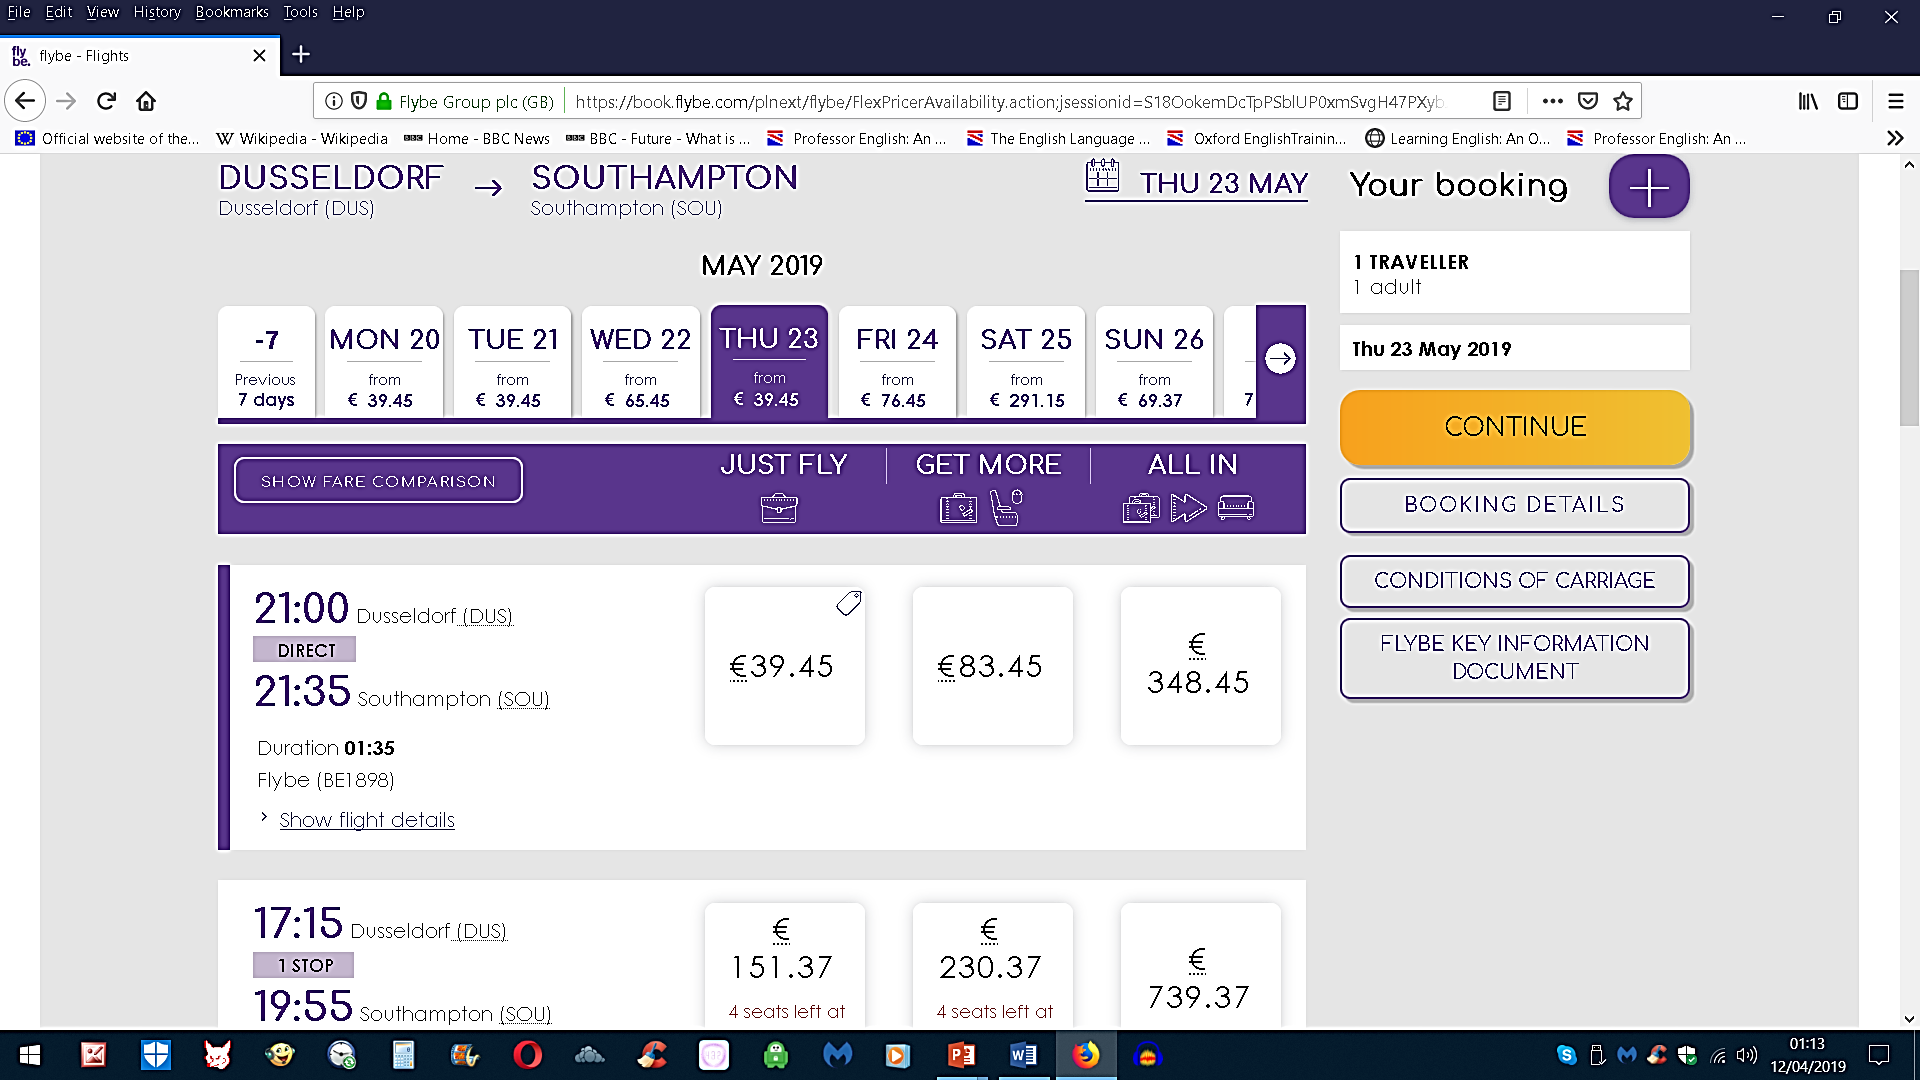 File Edit View History Bookmarks Tools Help
fly be. flybe - Flights
Flybe Group plc (GB) https://book.flybe.com/plnext/flybe/FlexPricerAvailability.action;jsessionid=S18OokemDcTpPSblUP0xmSvgH47PXyb
Official website of the... Wikipedia - Wikipedia BBC Home - BBC News BBC BBC - Future - What is ... Professor English: An ... The English Language ... Oxford EnglishTrainin... Learning English: An O... Professor English: An ...
DUSSELDORF → SOUTHAMPTON
Dusseldorf (DUS) Southampton (SOU)
THU 23 MAY
MAY 2019
-7 MON 20 TUE 21 WED 22 THU 23 FRI 24 SAT 25 SUN 26
Previous from from from from from from from
7 days € 39.45 € 39.45 € 65.45 € 39.45 € 76.45 € 291.15 € 69.37 7
SHOW FARE COMPARISON JUST FLY GET MORE ALL IN
21:00 Dusseldorf (DUS)
DIRECT
21:35 Southampton (SOU)
€39.45 €83.45 € 348.45
Duration 01:35
Flybe (BE1898)
Show flight details
17:15 Dusseldorf (DUS)
1 STOP
19:55 Southampton (SOU)
€ 151.37 € 230.37 € 739.37
4 seats left at 4 seats left at
Your booking
1 TRAVELLER
1 adult
Thu 23 May 2019
CONTINUE
BOOKING DETAILS
CONDITIONS OF CARRIAGE
FLYBE KEY INFORMATION
DOCUMENT
01:13
12/04/2019